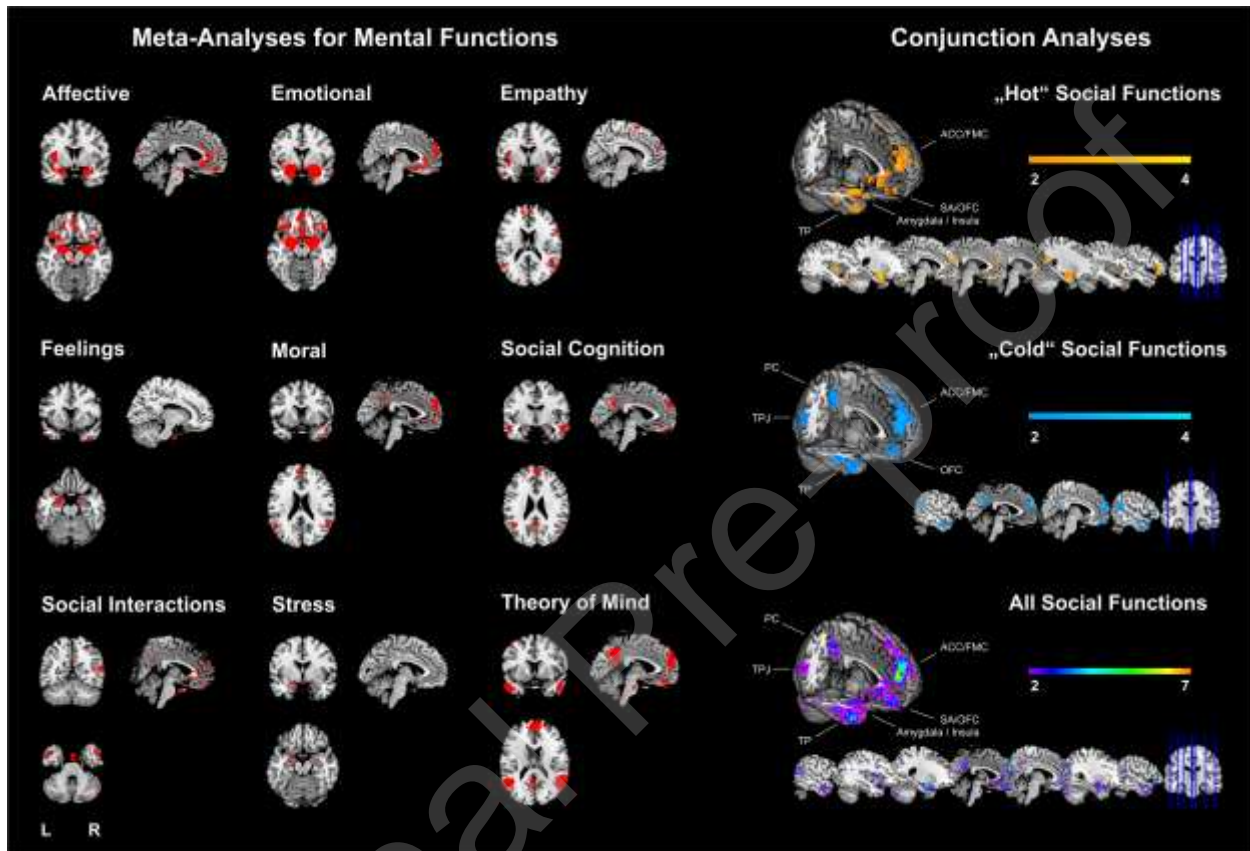 Meta-Analyses for Mental Functions
Conjunction Analyses
Affective
Emotional
Empathy
„Hot“ Social Functions
ACC/FMC
2 4
SA/OFC
Amygdala / Insula
TP
Feelings
Moral
Social Cognition
„Cold“ Social Functions
PC
ACC/FMC
TPJ
2 4
OFC
TP
Social Interactions
Stress
Theory of Mind
All Social Functions
PC
ACC/FMC
TPJ
2 7
SA/OFC
Amygdala / Insula
TP
L R
al Pre-proof